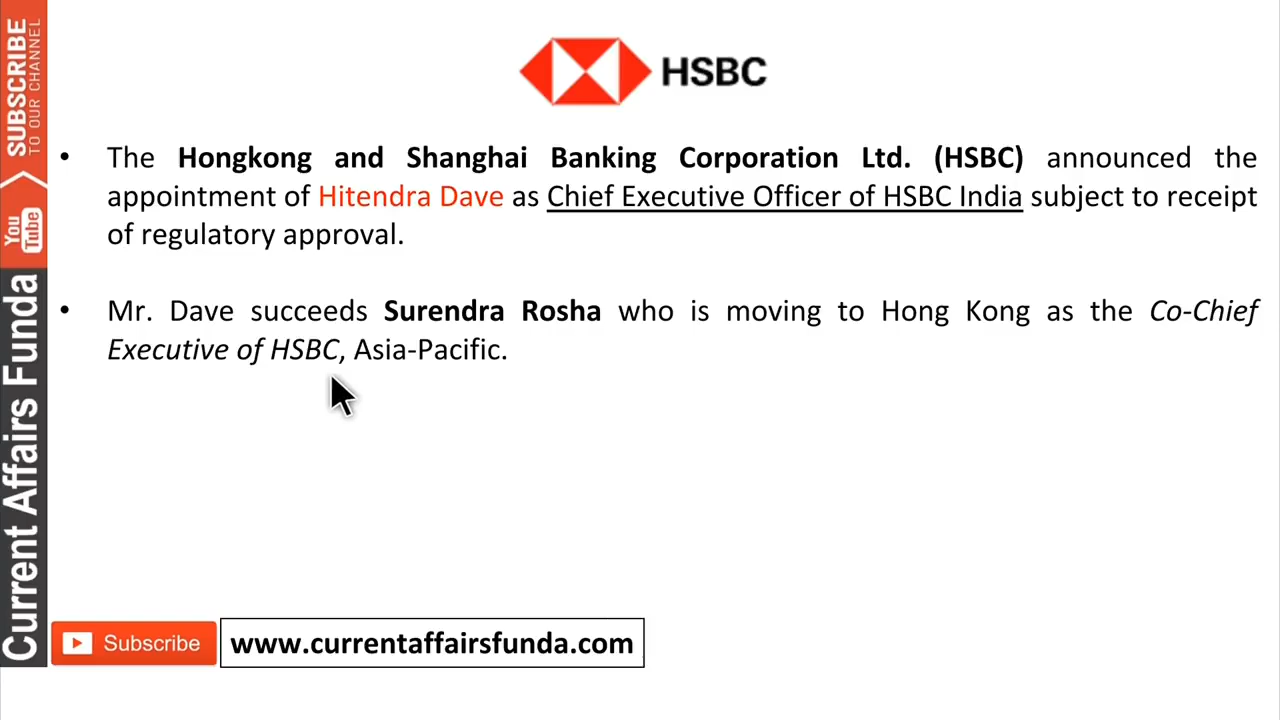 HSBC
The Hongkong and Shanghai Banking Corporation Ltd. (HSBC) announced the
appointment of Hitendra Dave as Chief Executive Officer of HSBC India subject to receipt
of regulatory approval.
Mr. Dave succeeds Surendra Rosha who is moving to Hong Kong as the Co-Chief
Executive of HSBC, Asia-Pacific.
SUBSCRIBE
TO OUR CHANNEL
You
Tube
Current Affairs Funda
Subscribe
www.currentaffairsfunda.com